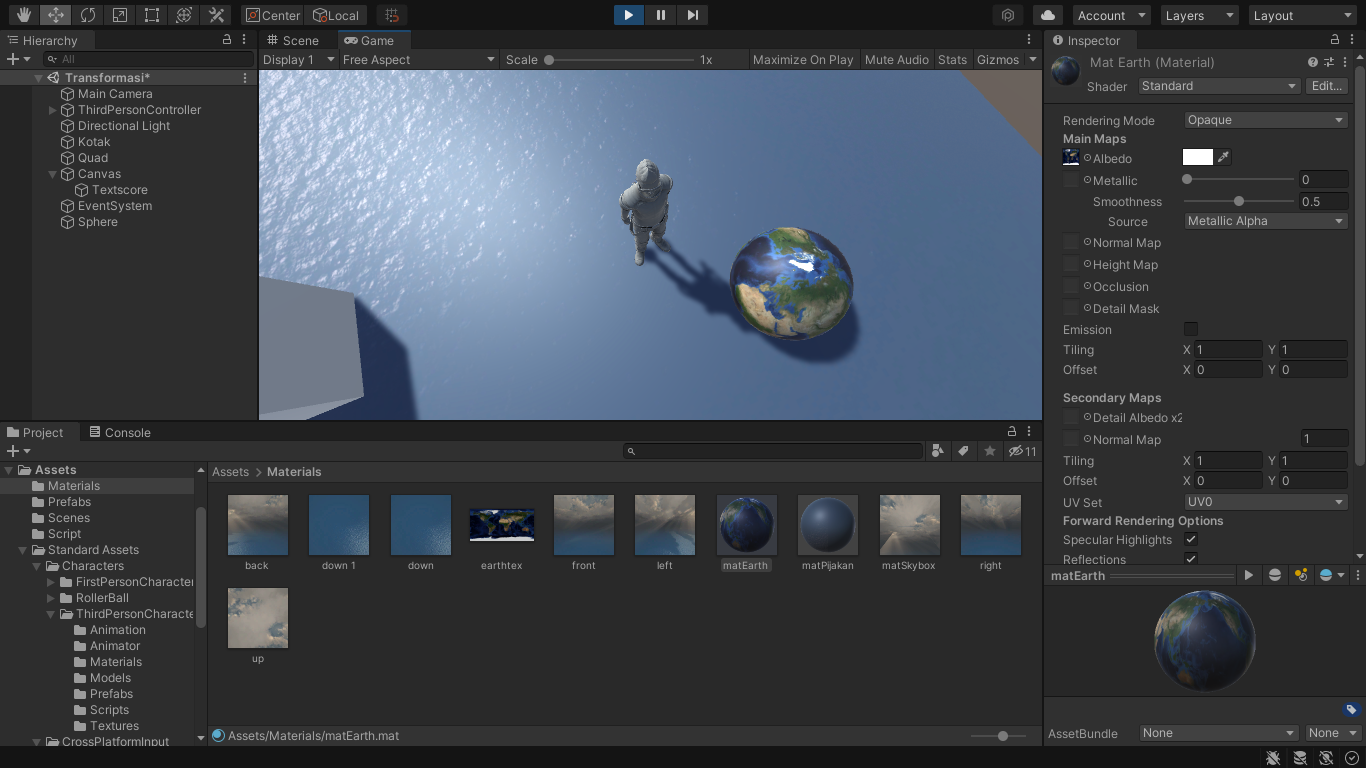 Center Local Account Layers Layout
Hierarchy
All
Transformasi*
Main Camera
ThirdPersonController
Directional Light
Kotak
Quad
Canvas
Textscore
EventSystem
Sphere
Scene Game
Display 1 Free Aspect Scale 1x Maximize On Play Mute Audio Stats Gizmos
Inspector
Mat Earth (Material)
Shader Standard Edit...
Rendering Mode Opaque
Main Maps
Albedo
Metallic 0
Smoothness 0.5
Source Metallic Alpha
Normal Map
Height Map
Occlusion
Detail Mask
Emission
Tiling X 1 Y 1
Offset X 0 Y 0
Secondary Maps
Detail Albedo x2
Normal Map 1
Tiling X 1 Y 1
Offset X 0 Y 0
UV Set UV0
Forward Rendering Options
Specular Highlights
Reflections
Project Console
11
Assets
Materials
Prefabs
Scenes
Script
Standard Assets
Characters
FirstPersonCharacter
RollerBall
ThirdPersonCharacte
Animation
Animator
Materials
Models
Prefabs
Scripts
Textures
CrossPlatformInput
Assets > Materials
back down 1 down earthtex front left matEarth matPijakan matSkybox right
up
Assets/Materials/matEarth.mat
matEarth
AssetBundle None None